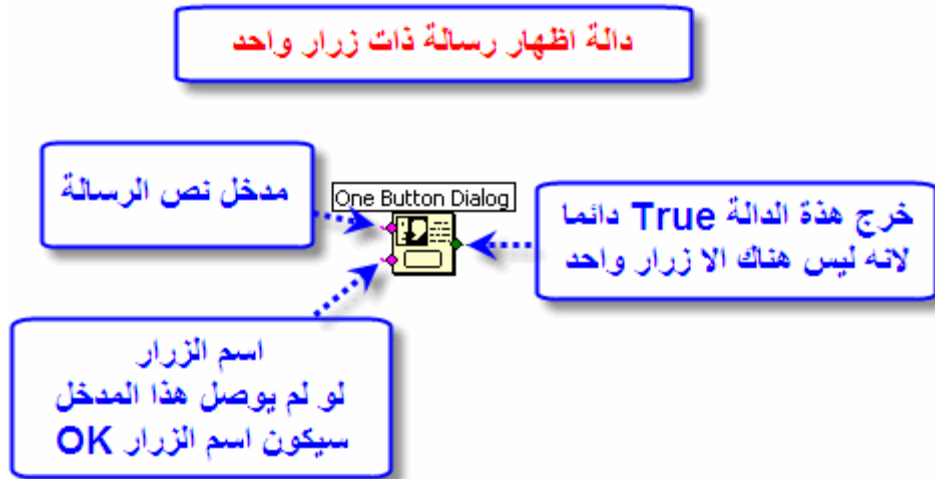 دالة اظهار رسالة ذات زرار واحد
مدخل نص الرسالة
One Button Dialog
خرج هذة الدالة True دائما
لانه ليس هناك الا زرار واحد
اسم الزرار
لو لم يوصل هذا المدخل
سيكون اسم الزرار OK